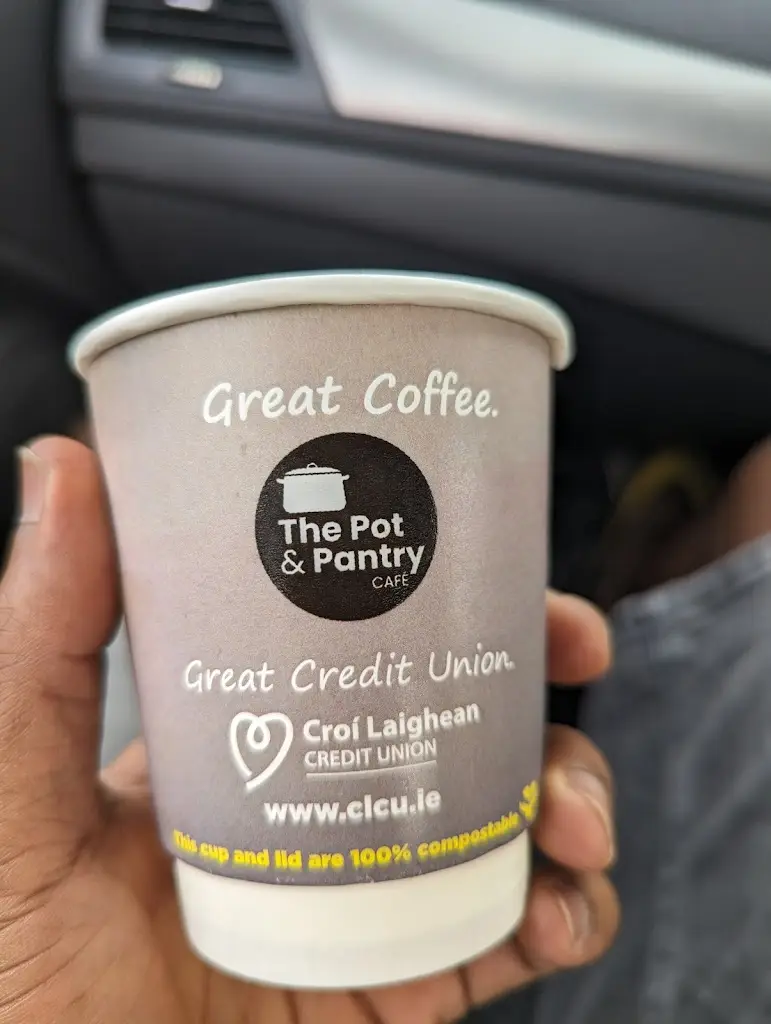 Great Coffee.
The Pot
& Pantry
CAFÉ
Great Credit Union.
Croí Laighean
CREDIT UNION
www.clcu.ie
This cup and lid are 100% compostable